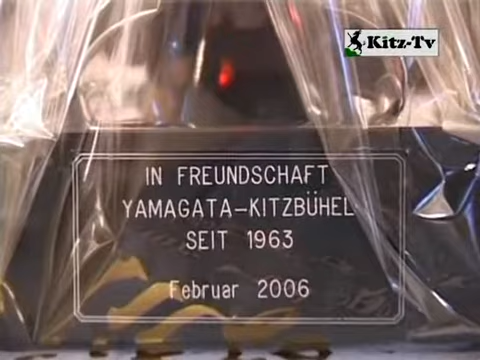 Kitz-Tv
IN FREUNDSCHAFT
YAMAGATA-KITZBÜHEL
SEIT 1963
Februar 2006